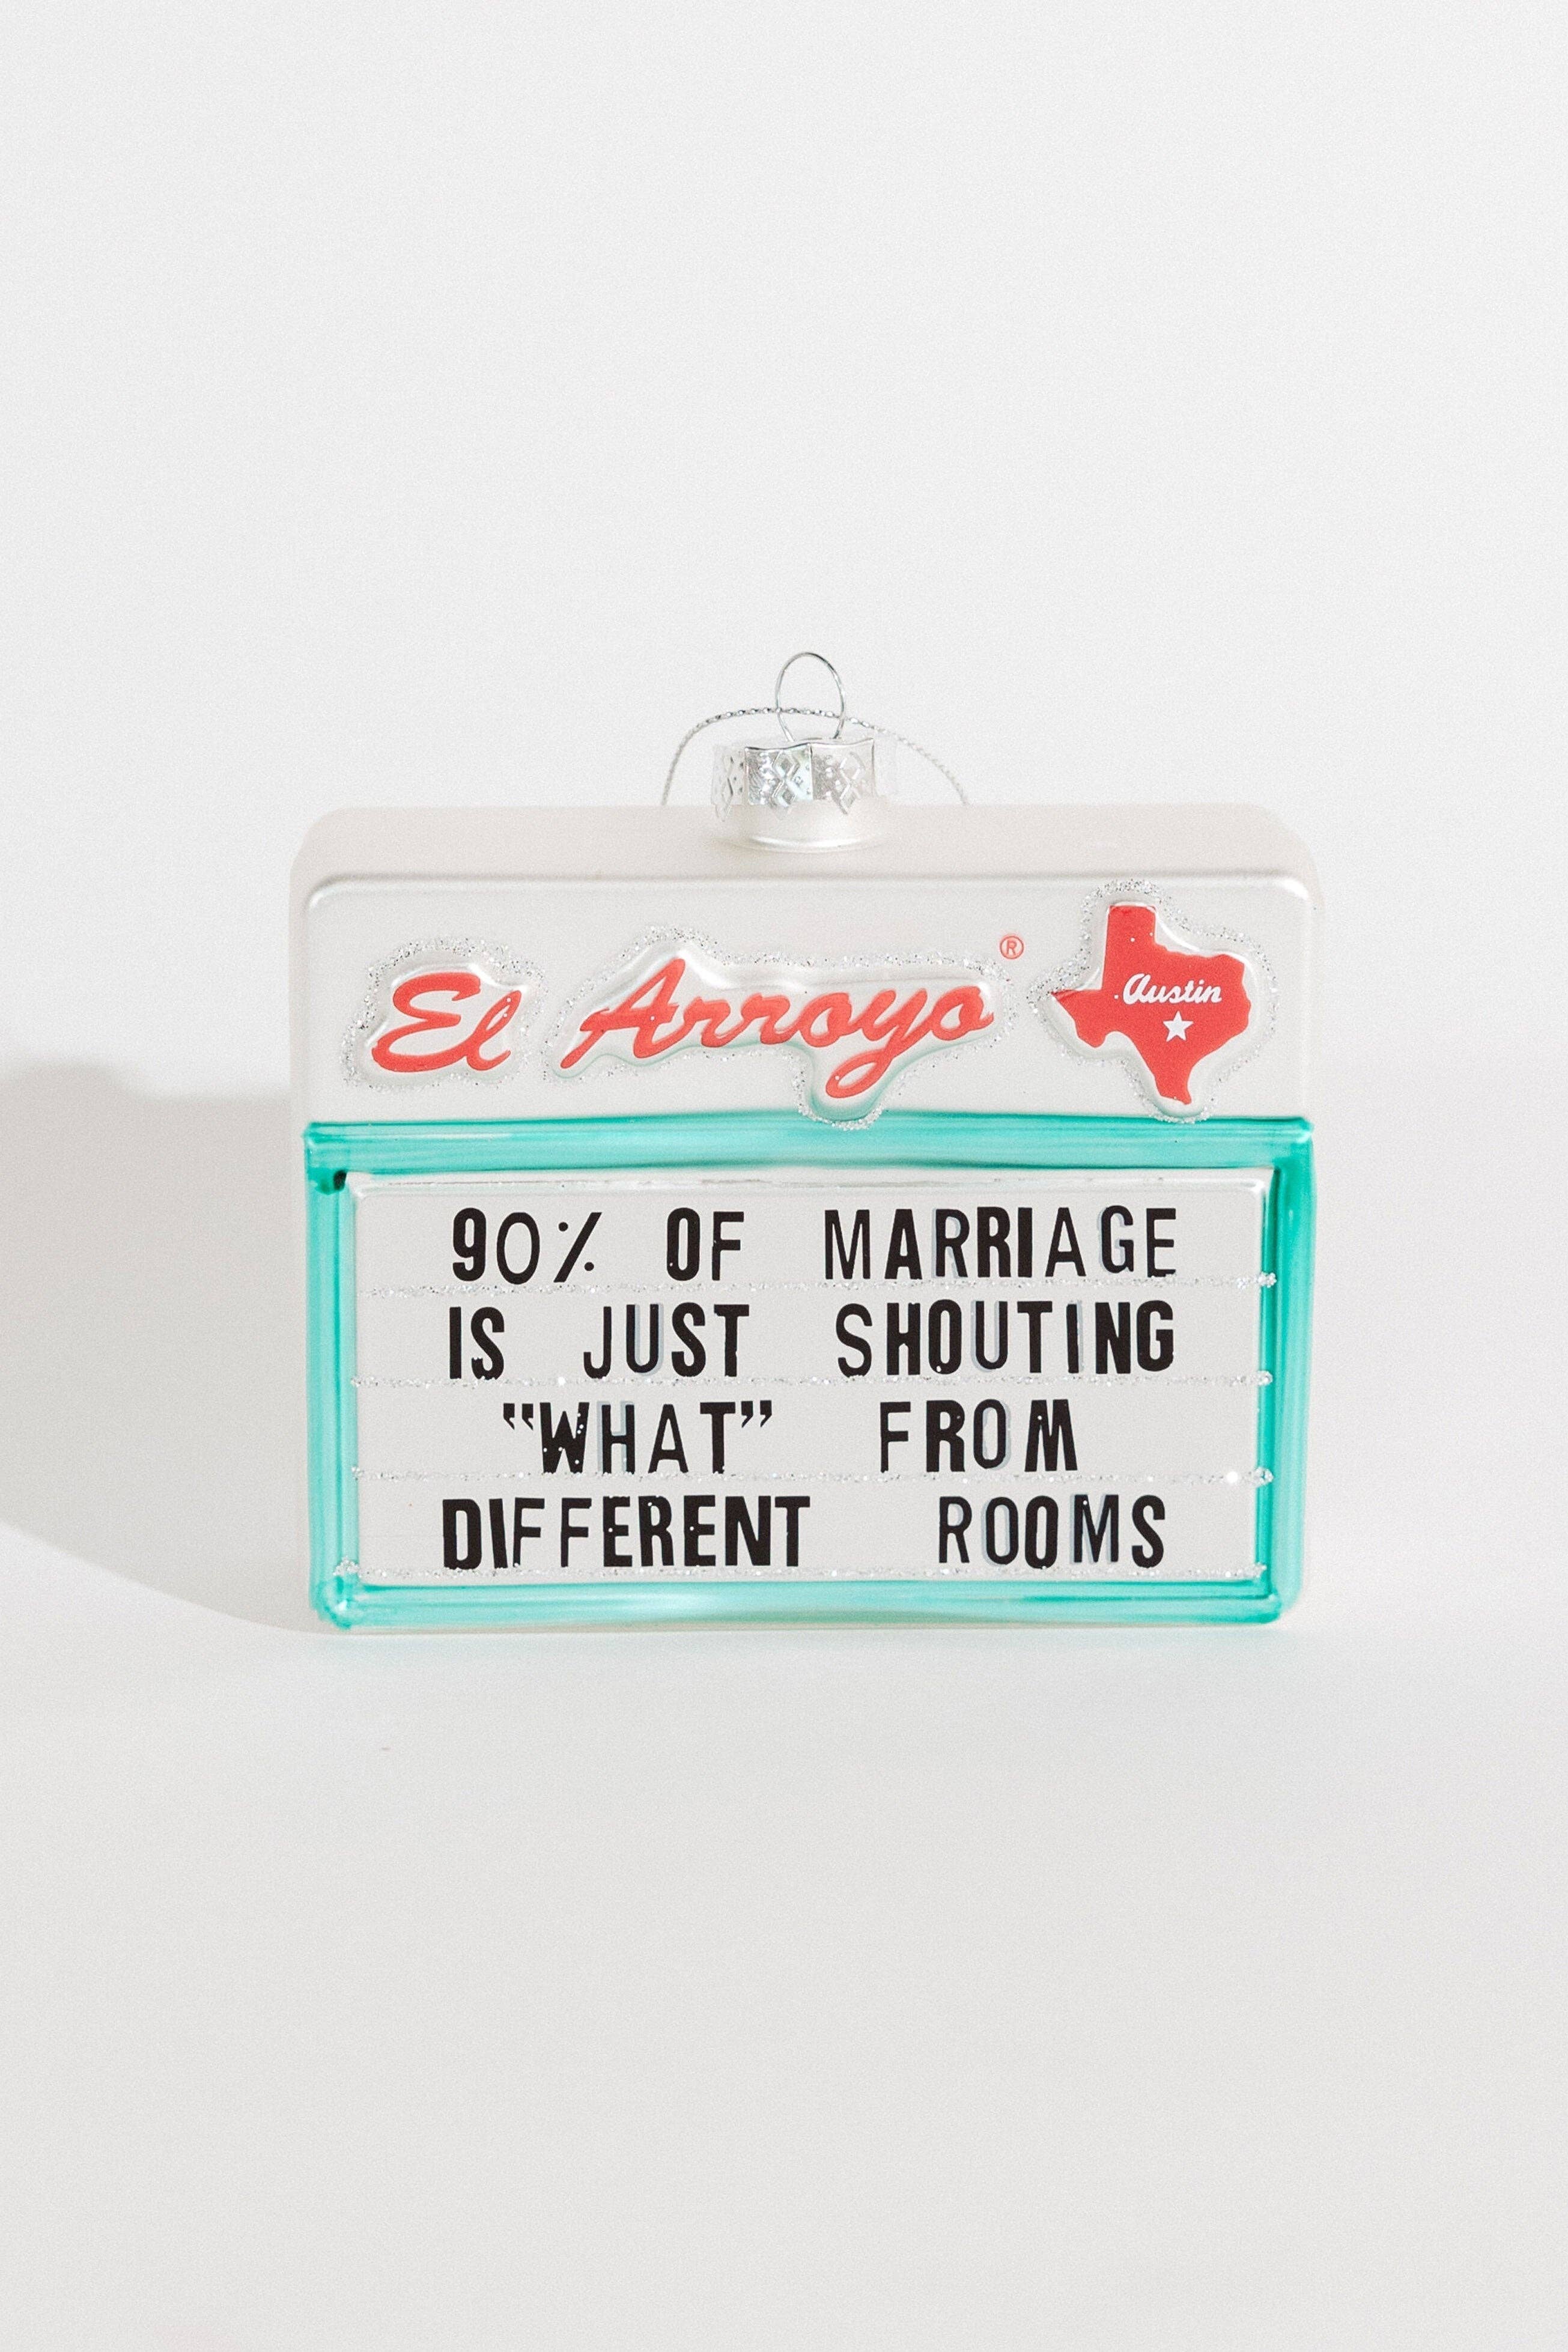 El Arroyo®
Austin
90% OF MARRIAGE
IS JUST SHOUTING
“WHAT” FROM
DIFFERENT ROOMS